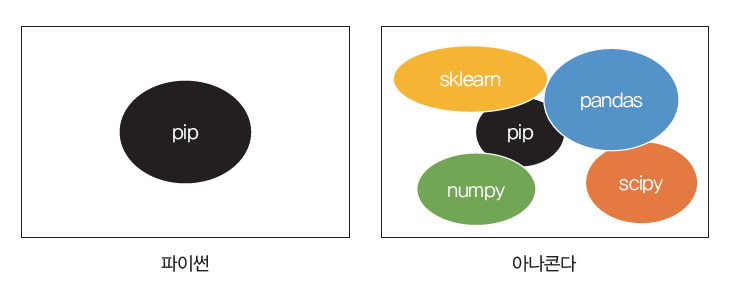 pip
파이썬
sklearn
pandas
pip
numpy
scipy
아나콘다